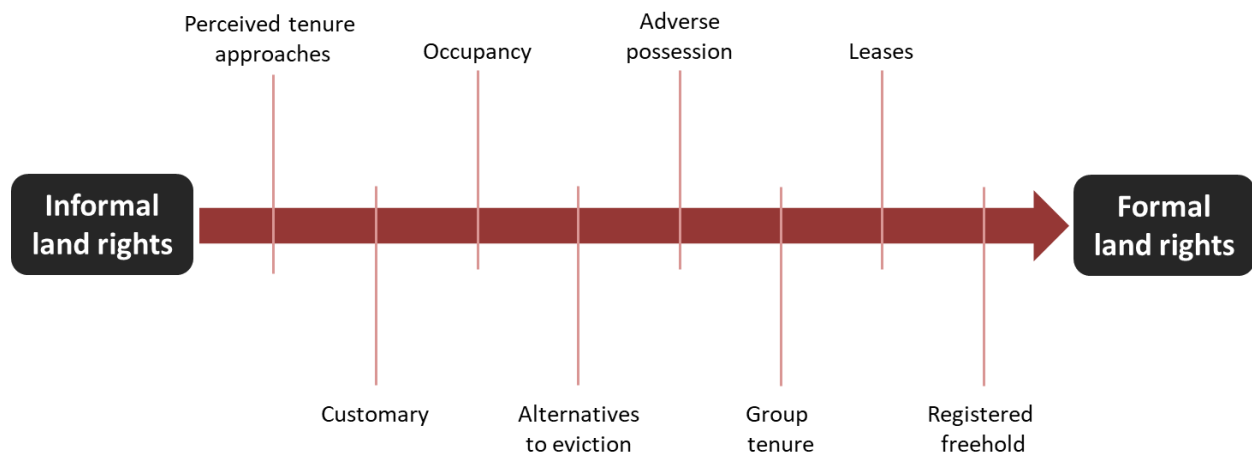 Perceived tenure
approaches
Occupancy
Adverse
possession
Leases
Informal
land rights
Formal
land rights
Customary
Alternatives
to eviction
Group
tenure
Registered
freehold